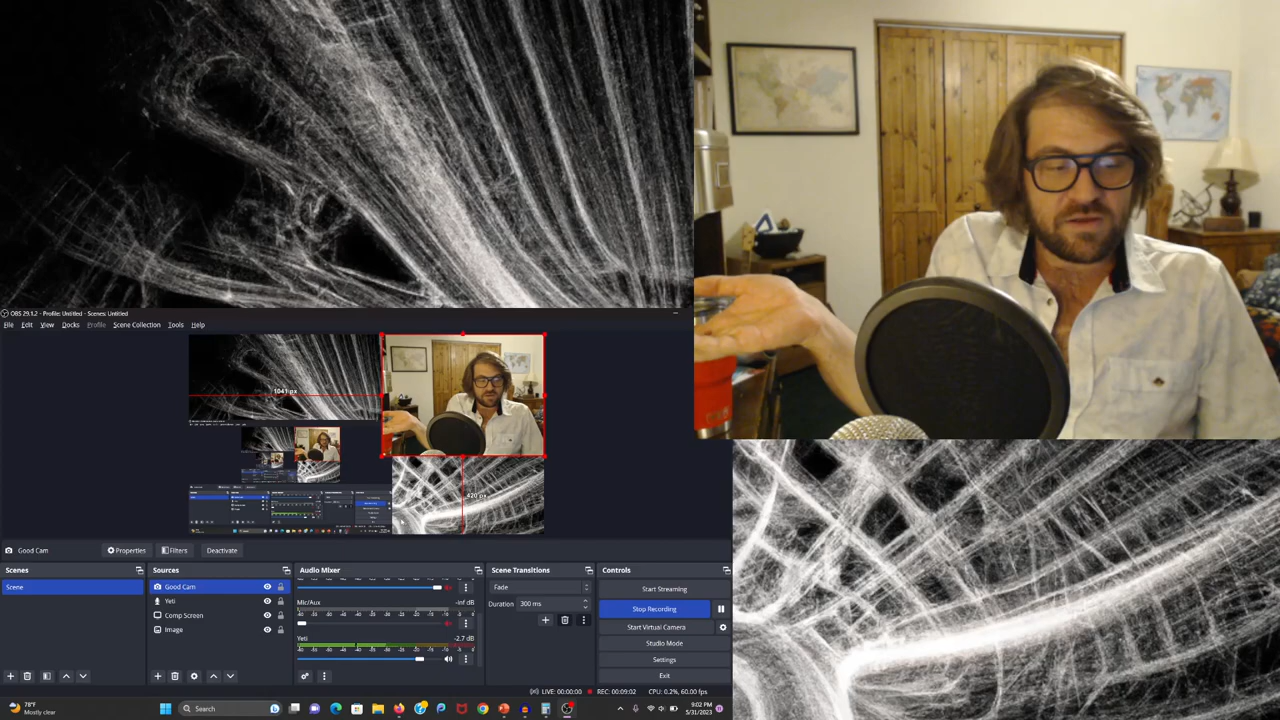 OBS 29.1.2 - Profile: Untitled - Scenes: Untitled
File Edit View Docks Profile Scene Collection Tools Help
1041 px
420 px
Good Cam
Properties
Filters
Deactivate
Scenes
Sources
Audio Mixer
Scene Transitions
Controls
Scene
Good Cam
Yeti
Comp Screen
Image
Mic/Aux
-inf dB
Yeti
-2.7 dB
Fade
Duration 300 ms
Start Streaming
Stop Recording
Start Virtual Camera
Studio Mode
Settings
Exit
LIVE: 00:00:00 REC: 00:09:02 CPU: 0.2%, 60.00 fps
78°F
Mostly clear
Search
9:02 PM
5/31/2023